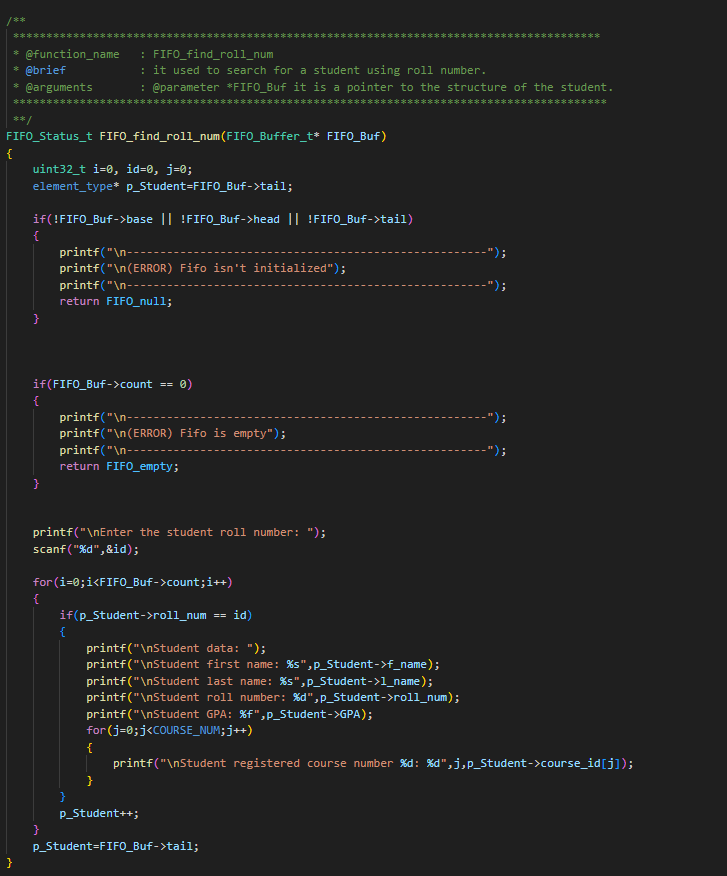 /**
*****************************************************************************************
* @function_name   : FIFO_find_roll_num
* @brief           : it used to search for a student using roll number.
* @arguments       : @parameter *FIFO_Buf it is a pointer to the structure of the student.
******************************************************************************************
**/
FIFO_Status_t FIFO_find_roll_num(FIFO_Buffer_t* FIFO_Buf)
{
    uint32_t i=0, id=0, j=0;
    element_type* p_Student=FIFO_Buf->tail;
    if(!FIFO_Buf->base || !FIFO_Buf->head || !FIFO_Buf->tail)
    {
        printf("\n------------------------------------------------------");
        printf("\n(ERROR) Fifo isn't initialized");
        printf("\n------------------------------------------------------");
        return FIFO_null;
    }
    if(FIFO_Buf->count == 0)
    {
        printf("\n------------------------------------------------------");
        printf("\n(ERROR) Fifo is empty");
        printf("\n------------------------------------------------------");
        return FIFO_empty;
    }
    printf("\nEnter the student roll number: ");
    scanf("%d",&id);
    for(i=0;i<FIFO_Buf->count;i++)
    {
        if(p_Student->roll_num == id)
        {
            printf("\nStudent data: ");
            printf("\nStudent first name: %s",p_Student->f_name);
            printf("\nStudent last name: %s",p_Student->l_name);
            printf("\nStudent roll number: %d",p_Student->roll_num);
            printf("\nStudent GPA: %f",p_Student->GPA);
            for(j=0;j<COURSE_NUM;j++)
            {
                printf("\nStudent registered course number %d: %d",j,p_Student->course_id[j]);
            }
        }
        p_Student++;
    }
    p_Student=FIFO_Buf->tail;
}